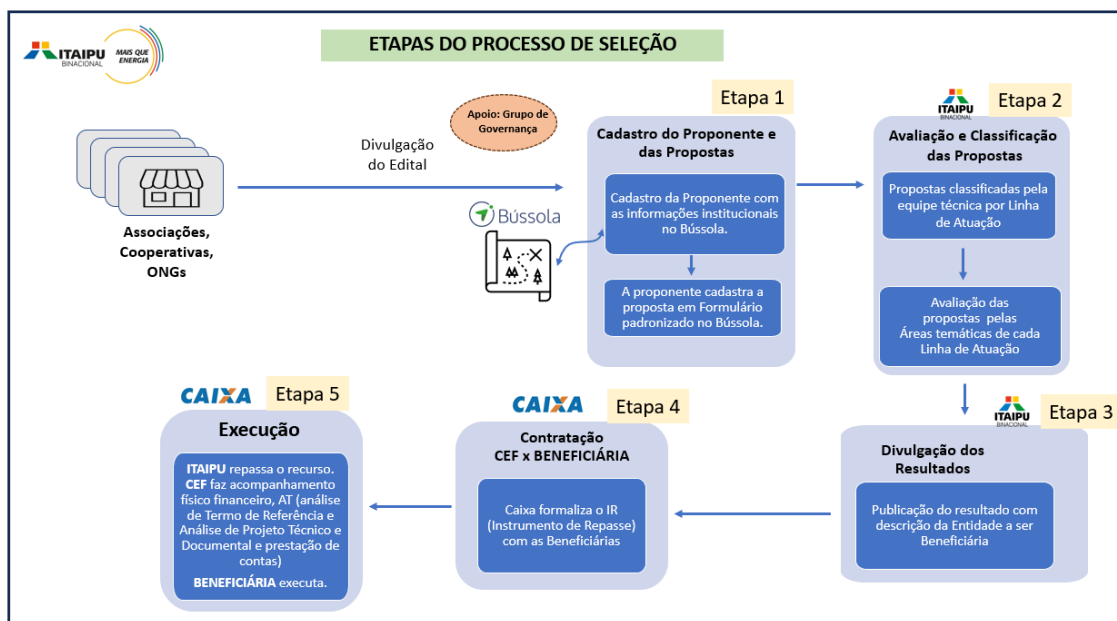 ITAIPU
BINACIONAL
MAIS QUE
ENERGIA
ETAPAS DO PROCESSO DE SELEÇÃO
Associações,
Cooperativas,
ONGs
Divulgação
do Edital
Apoio: Grupo de
Governança
Bússola
Etapa 1
Cadastro do Proponente e
das Propostas
Cadastro da Proponente com
as informações institucionais
no Bússola.
A proponente cadastra a
proposta em Formulário
padronizado no Bússola.
ITAIPU
BINACIONAL
Etapa 2
Avaliação e Classificação
das Propostas
Propostas classificadas pela
equipe técnica por Linha
de Atuação
Avaliação das
propostas pelas
Áreas temáticas de cada
Linha de Atuação
ITAIPU
BINACIONAL
Etapa 3
Divulgação dos
Resultados
Publicação do resultado com
descrição da Entidade a ser
Beneficiária
CAIXA
Etapa 4
Contratação
CEF x BENEFICIÁRIA
Caixa formaliza o IR
(Instrumento de Repasse)
com as Beneficiárias
CAIXA
Etapa 5
Execução
ITAIPU repassa o recurso.
CEF faz acompanhamento
físico financeiro, AT (análise
de Termo de Referência e
Análise de Projeto Técnico e
Documental e prestação de
contas)
BENEFICIÁRIA executa.